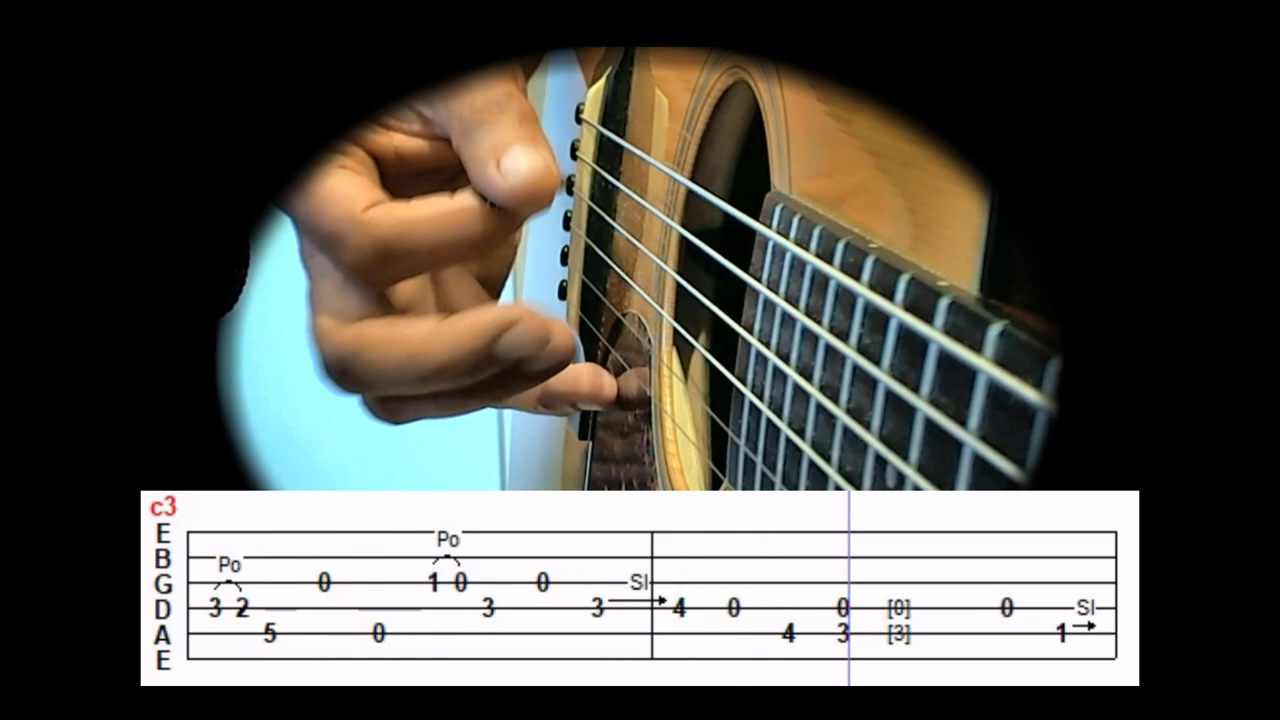 c3
E
Po
B
Po
G 0 1 0 0 Sl
D 3 2 3 3 4 0 0 [0] 0 Sl
A 5 0 4 3 [3] 1
E